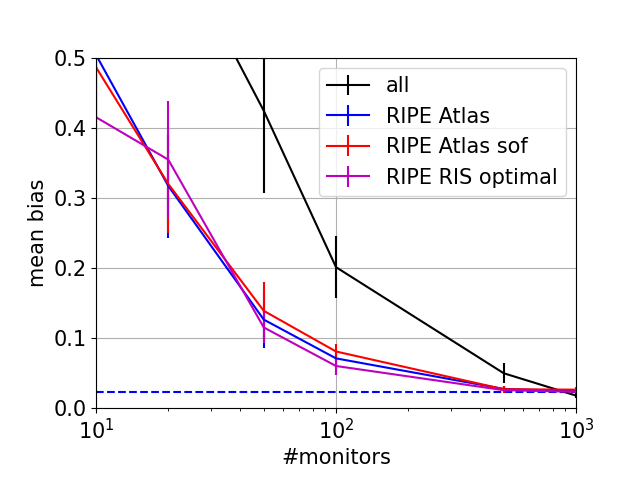 0.5
0.4
0.3
0.2
0.1
0.0
mean bias
10^1
10^2
10^3
#monitors
all
RIPE Atlas
RIPE Atlas sof
RIPE RIS optimal